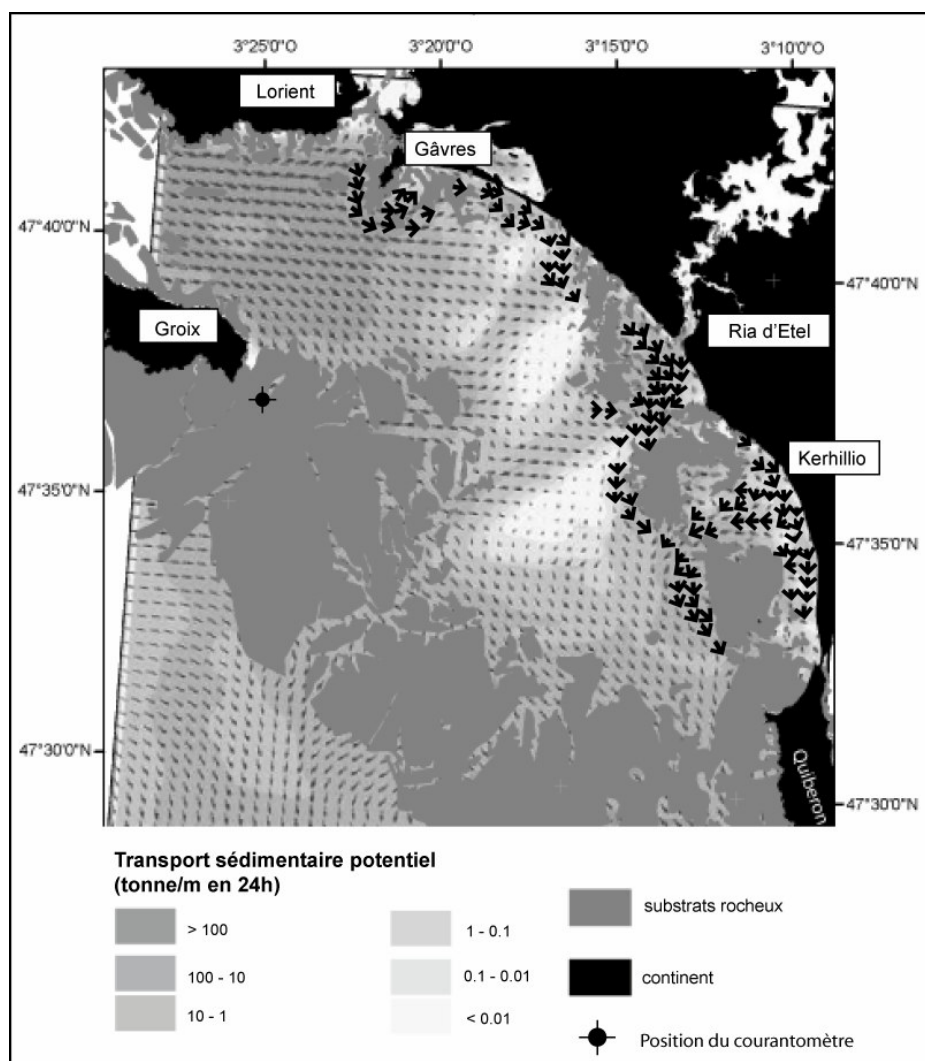 3°25'0"O 3°20'0"O 3°15'0"O 3°10'0"O
Lorient
Gâvres
47°40'0"N
47°40'0"N
Groix
Ria d'Etel
Kerhillio
47°35'0"N
47°35'0"N
47°30'0"N
Quiberon
47°30'0"N
Transport sédimentaire potentiel
(tonne/m en 24h)
> 100
100 - 10
10 - 1
1 - 0.1
0.1 - 0.01
< 0.01
substrats rocheux
continent
Position du courantomètre